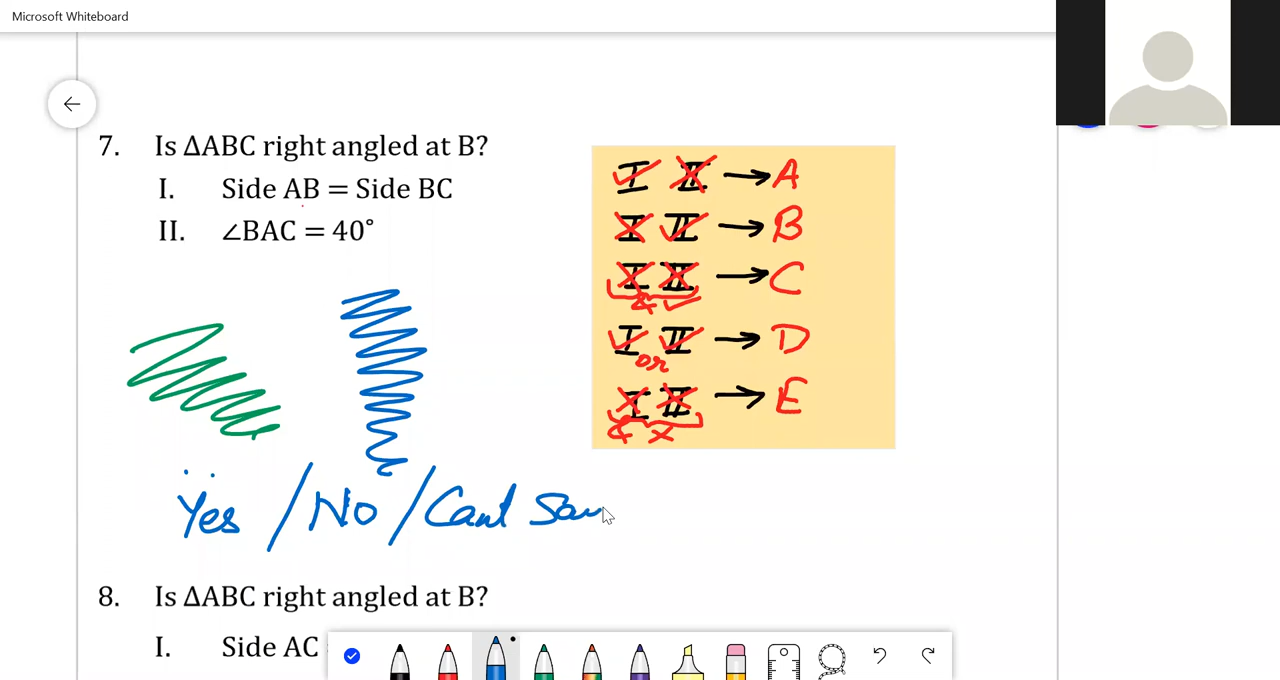 Microsoft Whiteboard
7. Is ΔABC right angled at B?
I. Side AB = Side BC
II. ∠BAC = 40°
I II → A
I II → B
I II → C
&
I II → D
or
I II → E
&
Yes / No / Cant Say
8. Is ΔABC right angled at B?
I. Side AC